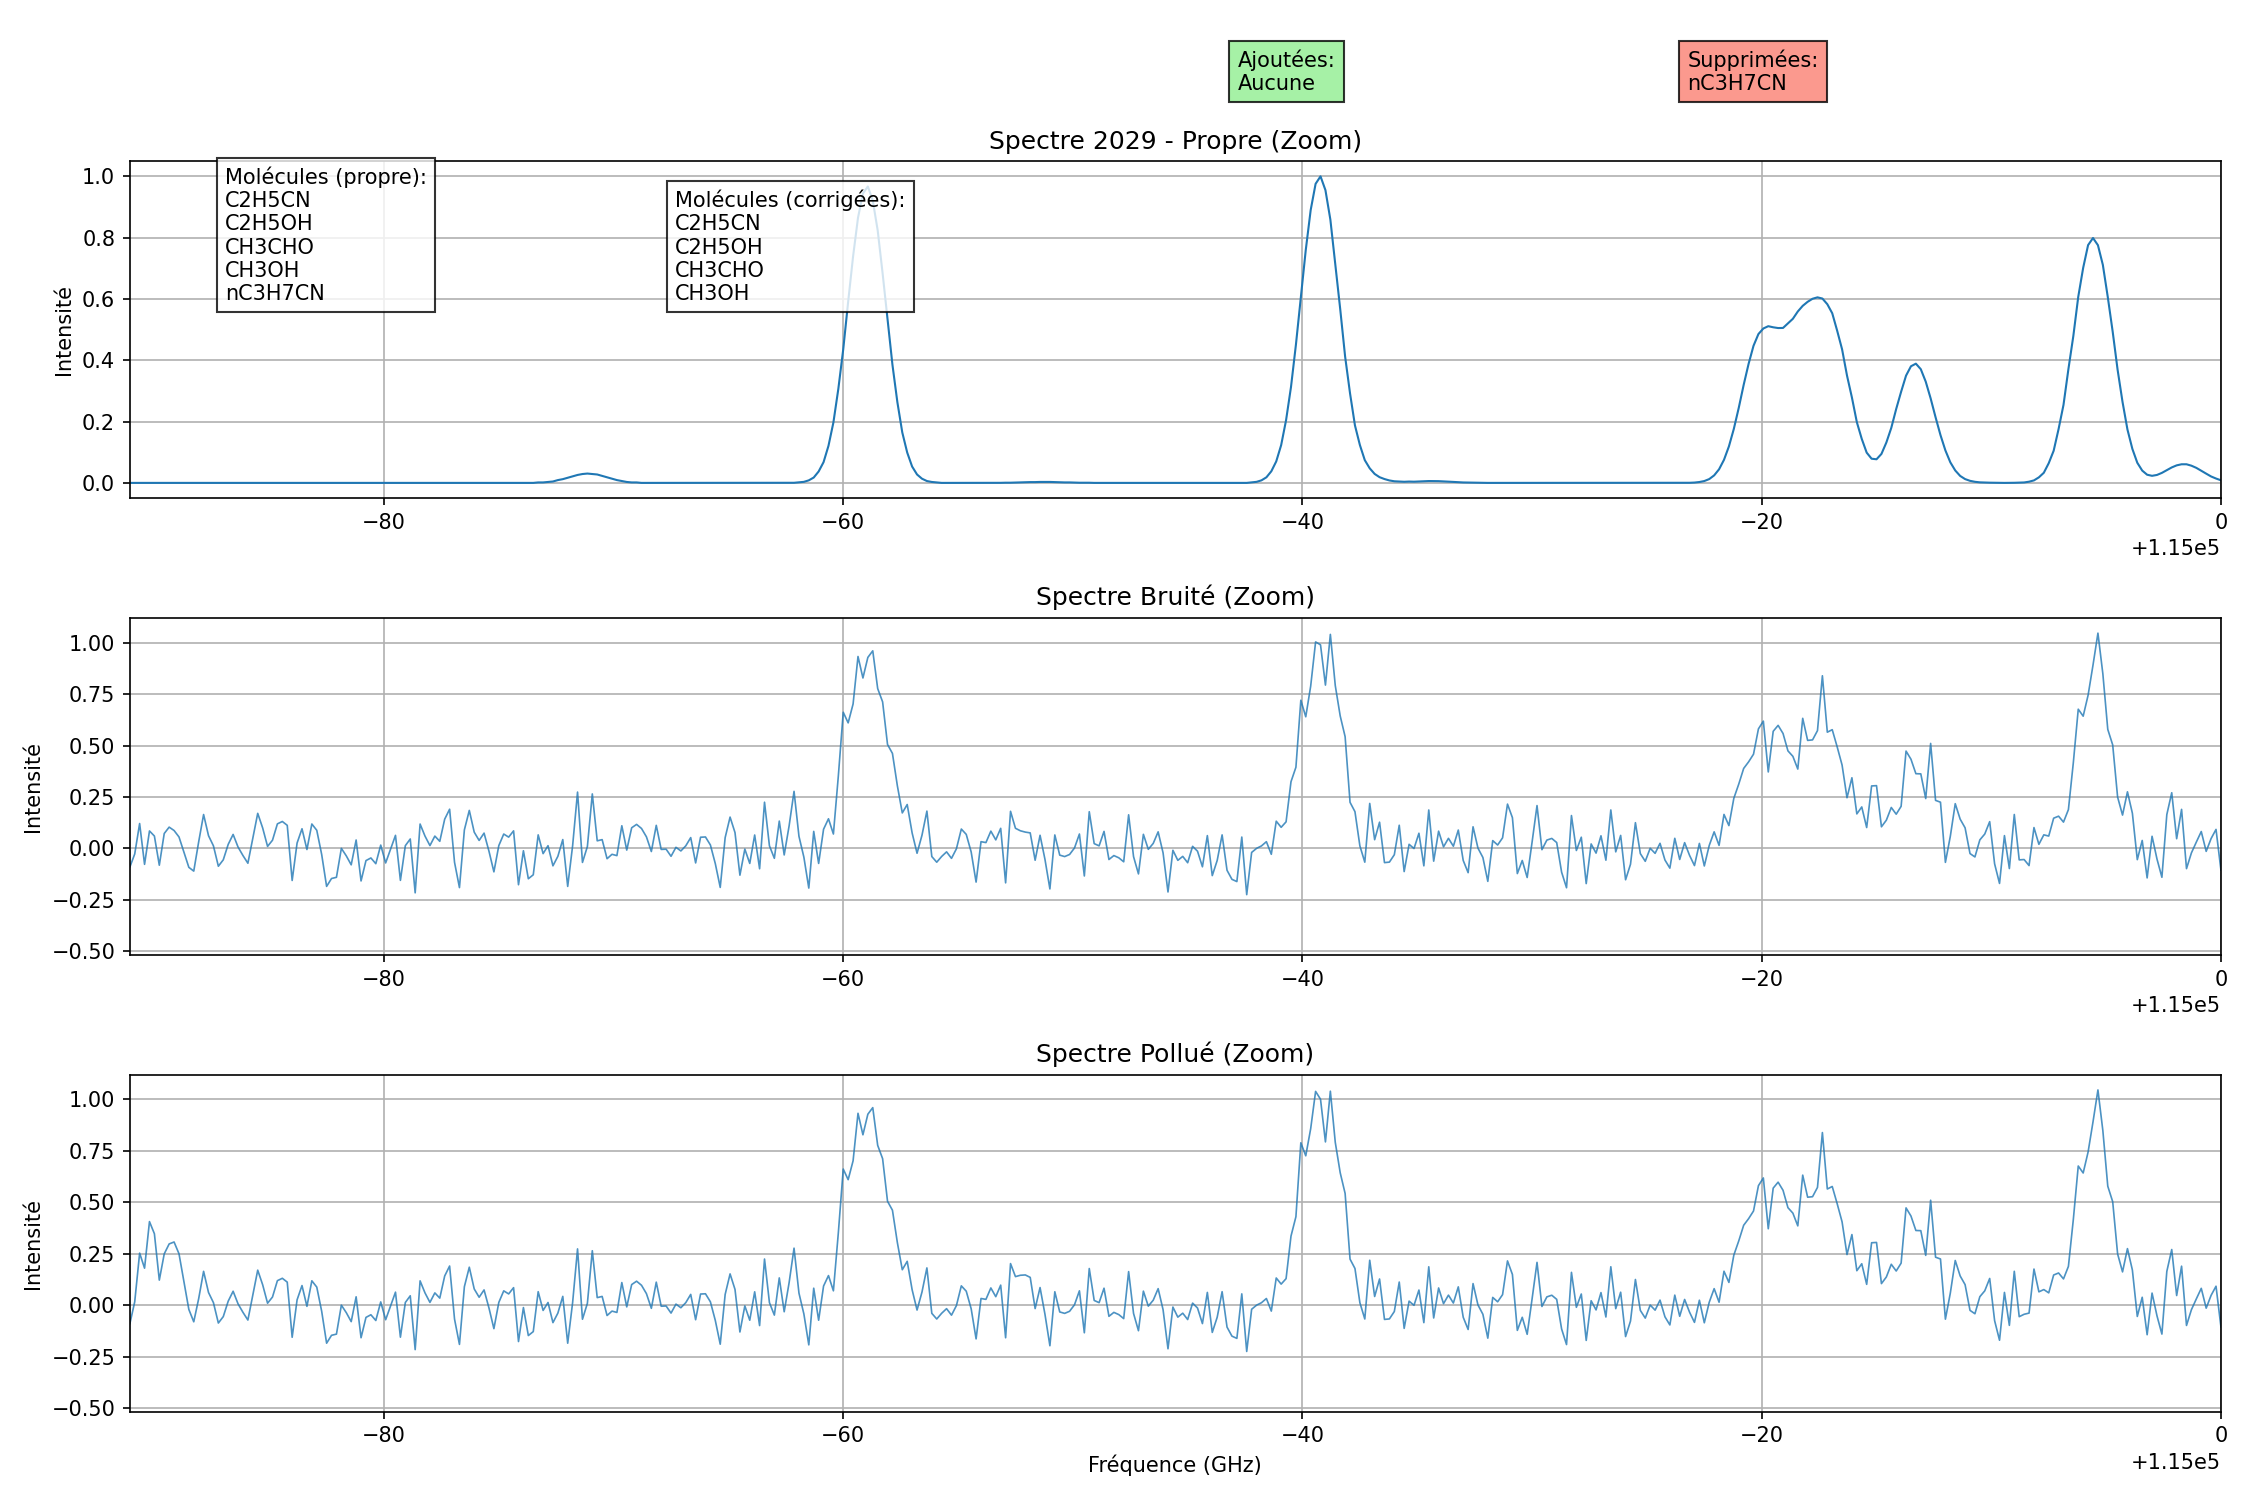 Ajoutées:
Aucune
Supprimées:
nC3H7CN
Spectre 2029 - Propre (Zoom)
Molécules (propre):
C2H5CN
C2H5OH
CH3CHO
CH3OH
nC3H7CN
Molécules (corrigées):
C2H5CN
C2H5OH
CH3CHO
CH3OH
Intensité
1.0
0.8
0.6
0.4
0.2
0.0
−80
−60
−40
−20
0
+1.15e5
Spectre Bruité (Zoom)
Intensité
1.00
0.75
0.50
0.25
0.00
−0.25
−0.50
−80
−60
−40
−20
0
+1.15e5
Spectre Pollué (Zoom)
Intensité
1.00
0.75
0.50
0.25
0.00
−0.25
−0.50
−80
−60
−40
−20
0
+1.15e5
Fréquence (GHz)